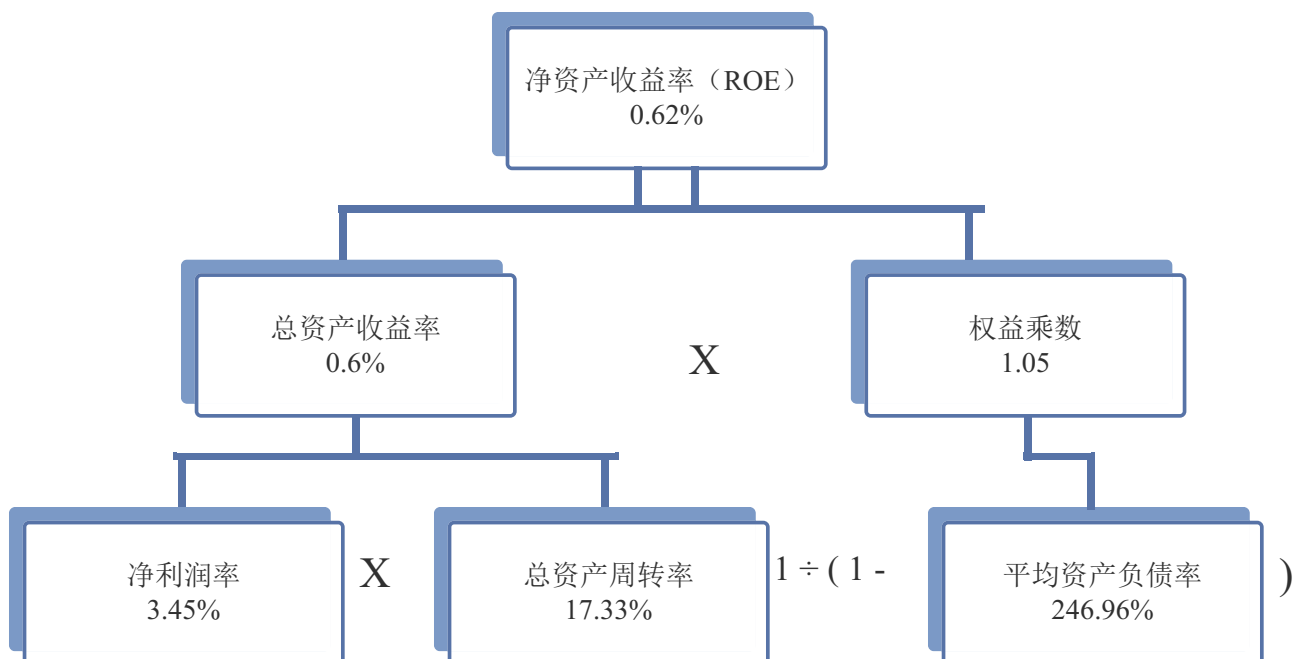 净资产收益率（ROE）
0.62%
总资产收益率
0.6%
X
权益乘数
1.05
净利润率
3.45%
X
总资产周转率
17.33%
1 ÷ ( 1 -
平均资产负债率
246.96%
)